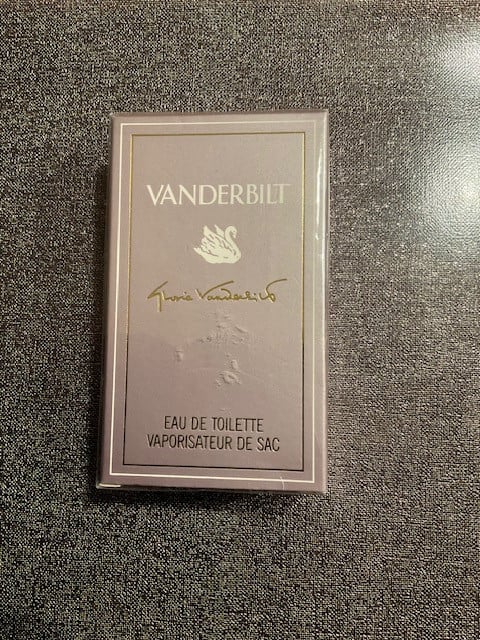 VANDERBILT
Gloria Vanderbilt
EAU DE TOILETTE
VAPORISATEUR DE SAC